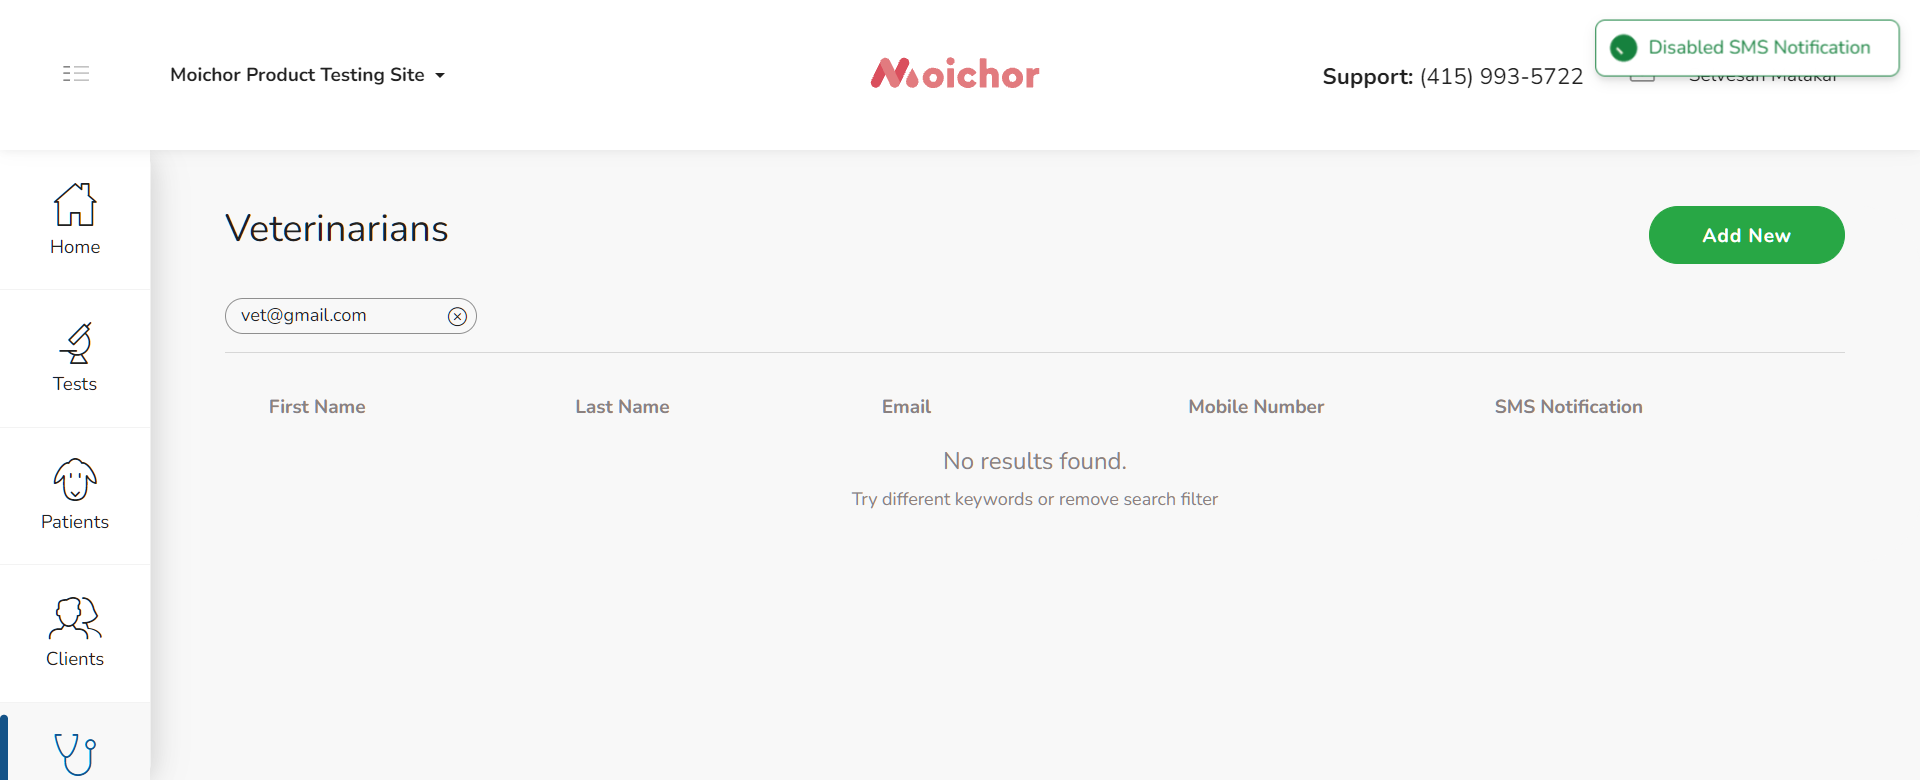 Moichor Product Testing Site
Moichor
Support: (415) 993-5722
Disabled SMS Notification
Home
Tests
Patients
Clients
Veterinarians
Add New
vet@gmail.com
First Name Last Name Email Mobile Number SMS Notification
No results found.
Try different keywords or remove search filter